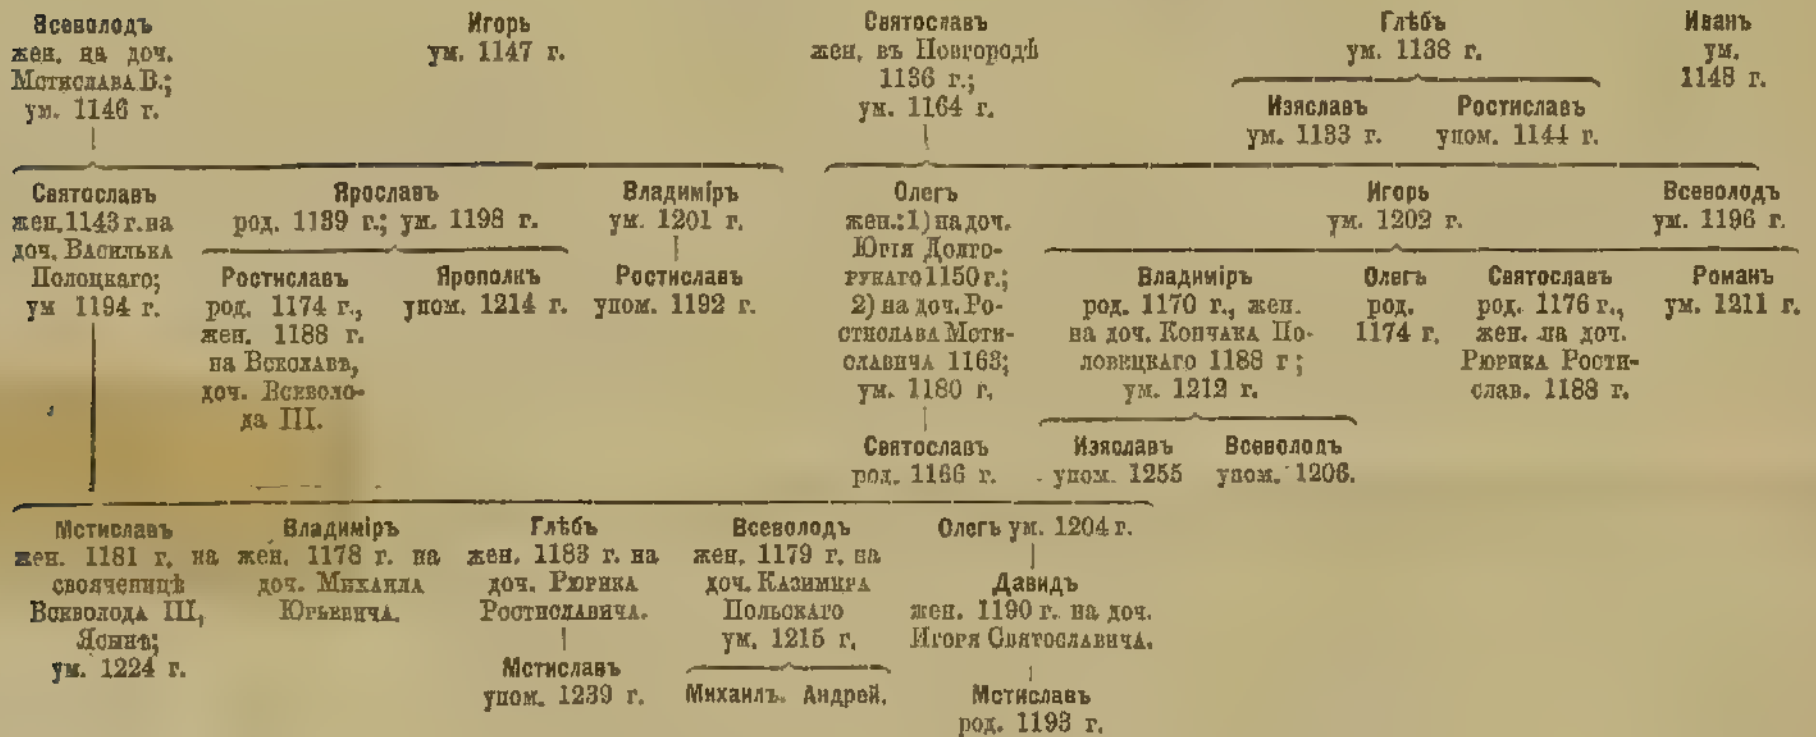 Всеволодъ
жен. на доч.
Мстислава В.;
ум. 1146 г.
Игорь
ум. 1147 г.
Святославъ
жен. въ Новгородѣ
1136 г.;
ум. 1164 г.
Глѣбъ
ум. 1138 г.
Иванъ
ум.
1148 г.
Изяславъ
ум. 1133 г.
Ростиславъ
упом. 1144 г.
Святославъ
жен. 1143 г. на
доч. Василька
Полоцкаго;
ум 1194 г.
Ярославъ
род. 1139 г.; ум. 1198 г.
Владиміръ
ум. 1201 г.
Олегъ
жен.: 1) на доч.
Юрія Долго-
рукаго 1150 г.;
2) на доч. Ро-
стислава Мсти-
славича 1163;
ум. 1180 г.
Игорь
ум. 1202 г.
Всеволодъ
ум. 1196 г.
Ростиславъ
род. 1174 г.,
жен. 1188 г.
на Всеславѣ,
доч. Всеволо-
да III.
Ярополкъ
упом. 1214 г.
Ростиславъ
упом. 1192 г.
Владиміръ
род. 1170 г., жен.
на доч. Кончака По-
ловецкаго 1188 г;
ум. 1212 г.
Олегъ
род.
1174 г.
Святославъ
род. 1176 г.,
жен. на доч.
Рюрика Рости-
слав. 1188 г.
Романъ
ум. 1211 г.
Святославъ
род. 1166 г.
Изяславъ
упом. 1255
Всеволодъ
упом. 1206.
Мстиславъ
жен. 1181 г. на
свояченицѣ
Всеволода III,
Ясынѣ;
ум. 1224 г.
Владиміръ
жен. 1178 г. на
доч. Михаила
Юрьевича.
Глѣбъ
жен. 1183 г. на
доч. Рюрика
Ростиславича.
Всеволодъ
жен. 1179 г. на
доч. Казимира
Польскаго
ум. 1215 г.
Олегъ ум. 1204 г.
Давидъ
жен. 1190 г. на доч.
Игоря Святославича.
Мстиславъ
упом. 1239 г.
Михаилъ. Андрей.
Мстиславъ
род. 1193 г.